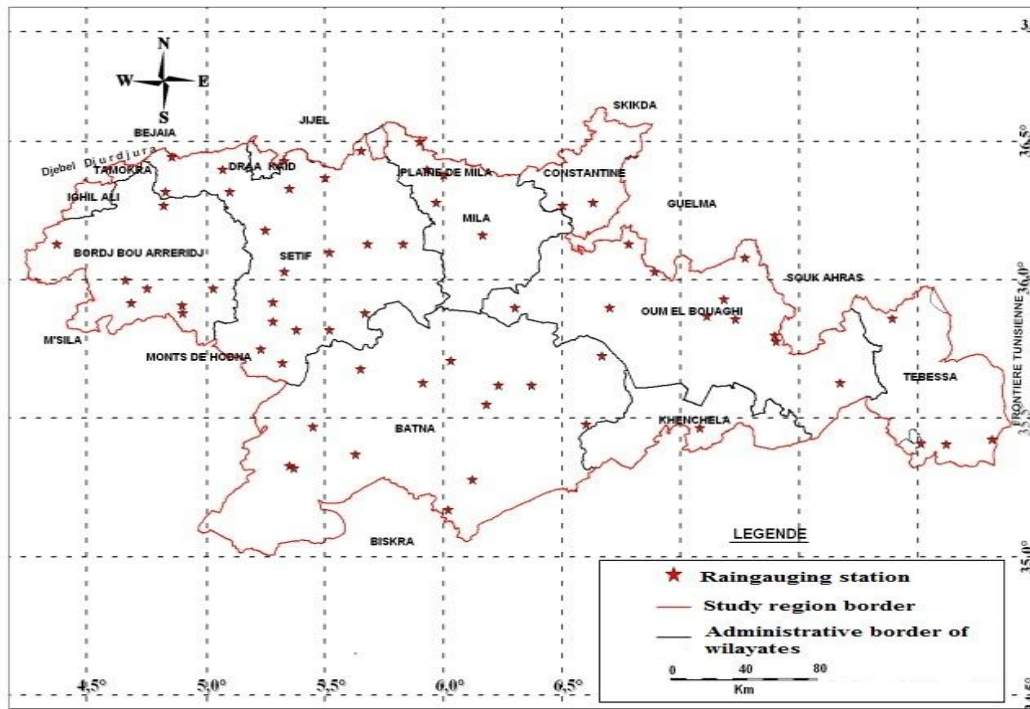 N
W E
S
SKIKDA
JIJEL
BEJAIA
36,5°
Djebel Djurdjura
DRAA KAID
TAMOKRA
PLAINE DE MILA
CONSTANTINE
IGHIL ALI
GUELMA
MILA
BORDJ BOU ARRERIDJ
SETIF
SOUK AHRAS
36,0°
OUM EL BOUAGHI
M'SILA
MONTS DE HODNA
TEBESSA
FRONTIERE TUNISIENNE
35,5°
KHENCHELA
BATNA
BISKRA
LEGENDE
35,0°
Raingauging station
Study region border
Administrative border of
wilayates
0 40 80
Km
4,5° 5,0° 5,5° 6,0° 6,5°